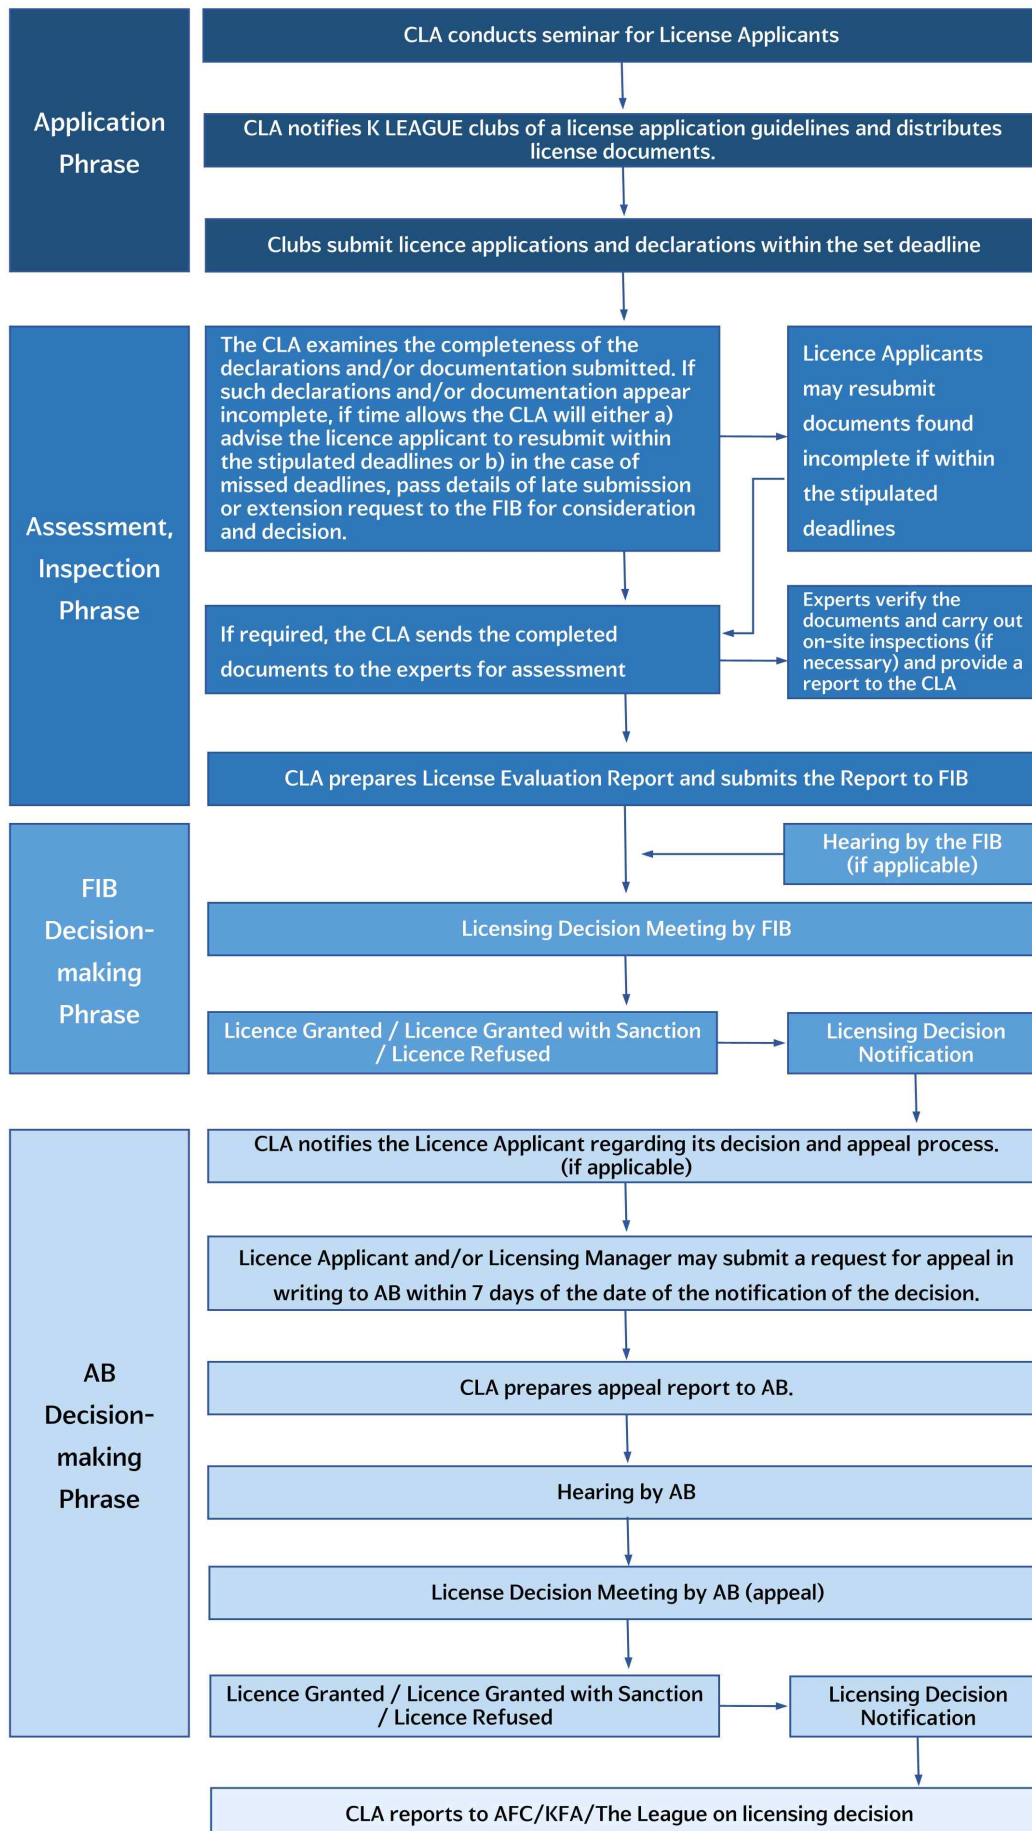 Application
Phrase
CLA conducts seminar for License Applicants
CLA notifies K LEAGUE clubs of a license application guidelines and distributes
license documents.
Clubs submit licence applications and declarations within the set deadline
Assessment,
Inspection
Phrase
The CLA examines the completeness of the
declarations and/or documentation submitted. If
such declarations and/or documentation appear
incomplete, if time allows the CLA will either a)
advise the licence applicant to resubmit within
the stipulated deadlines or b) in the case of
missed deadlines, pass details of late submission
or extension request to the FIB for consideration
and decision.
Licence Applicants
may resubmit
documents found
incomplete if within
the stipulated
deadlines
If required, the CLA sends the completed
documents to the experts for assessment
Experts verify the
documents and carry out
on-site inspections (if
necessary) and provide a
report to the CLA
CLA prepares License Evaluation Report and submits the Report to FIB
FIB
Decision-
making
Phrase
Hearing by the FIB
(if applicable)
Licensing Decision Meeting by FIB
Licence Granted / Licence Granted with Sanction
/ Licence Refused
Licensing Decision
Notification
AB
Decision-
making
Phrase
CLA notifies the Licence Applicant regarding its decision and appeal process.
(if applicable)
Licence Applicant and/or Licensing Manager may submit a request for appeal in
writing to AB within 7 days of the date of the notification of the decision.
CLA prepares appeal report to AB.
Hearing by AB
License Decision Meeting by AB (appeal)
Licence Granted / Licence Granted with Sanction
/ Licence Refused
Licensing Decision
Notification
CLA reports to AFC/KFA/The League on licensing decision